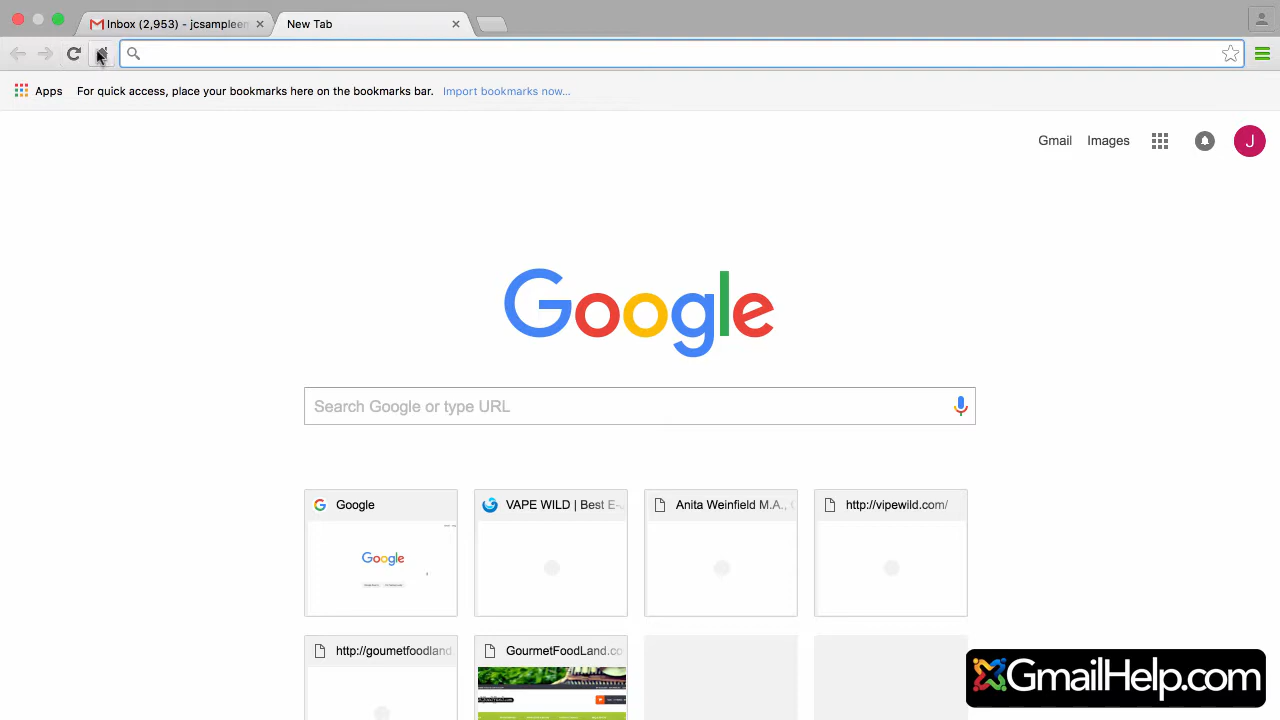 Inbox (2,953) - jcsampleem
New Tab
Apps
For quick access, place your bookmarks here on the bookmarks bar.
Import bookmarks now...
Gmail
Images
J
Google
Search Google or type URL
Google
VAPE WILD | Best E-J
Anita Weinfield M.A., C
http://vipewild.com/
Google
http://goumetfoodland
GourmetFoodLand.co
GmailHelp.com